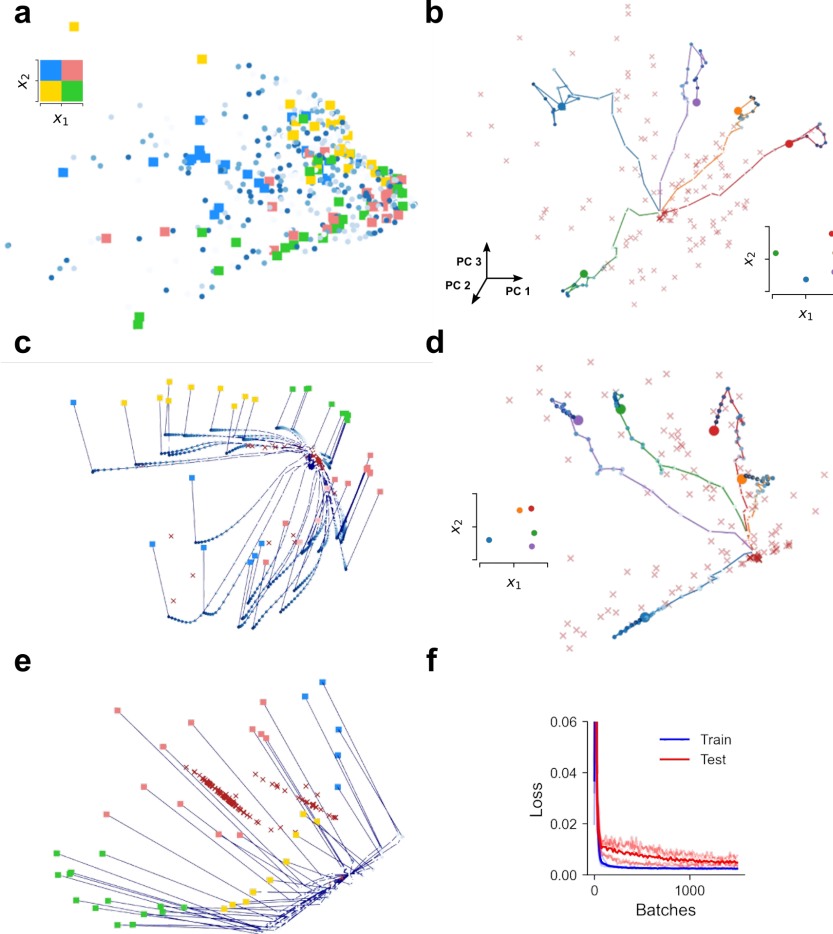 a
x₂
x₁
b
PC 3
PC 2
PC 1
x₂
x₁
c
d
x₂
x₁
e
f
0.06
0.04
0.02
0.00
Loss
Train
Test
0
1000
Batches